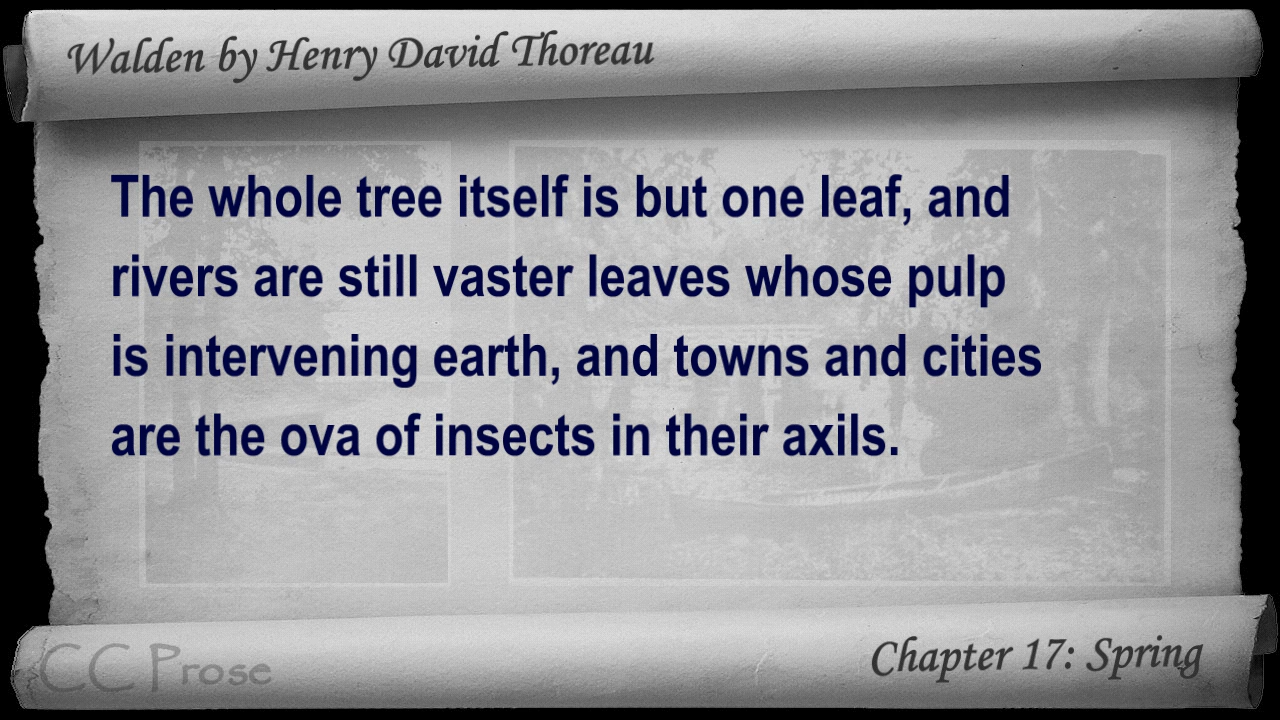 Walden by Henry David Thoreau
The whole tree itself is but one leaf, and
rivers are still vaster leaves whose pulp
is intervening earth, and towns and cities
are the ova of insects in their axils.
CC Prose
Chapter 17: Spring